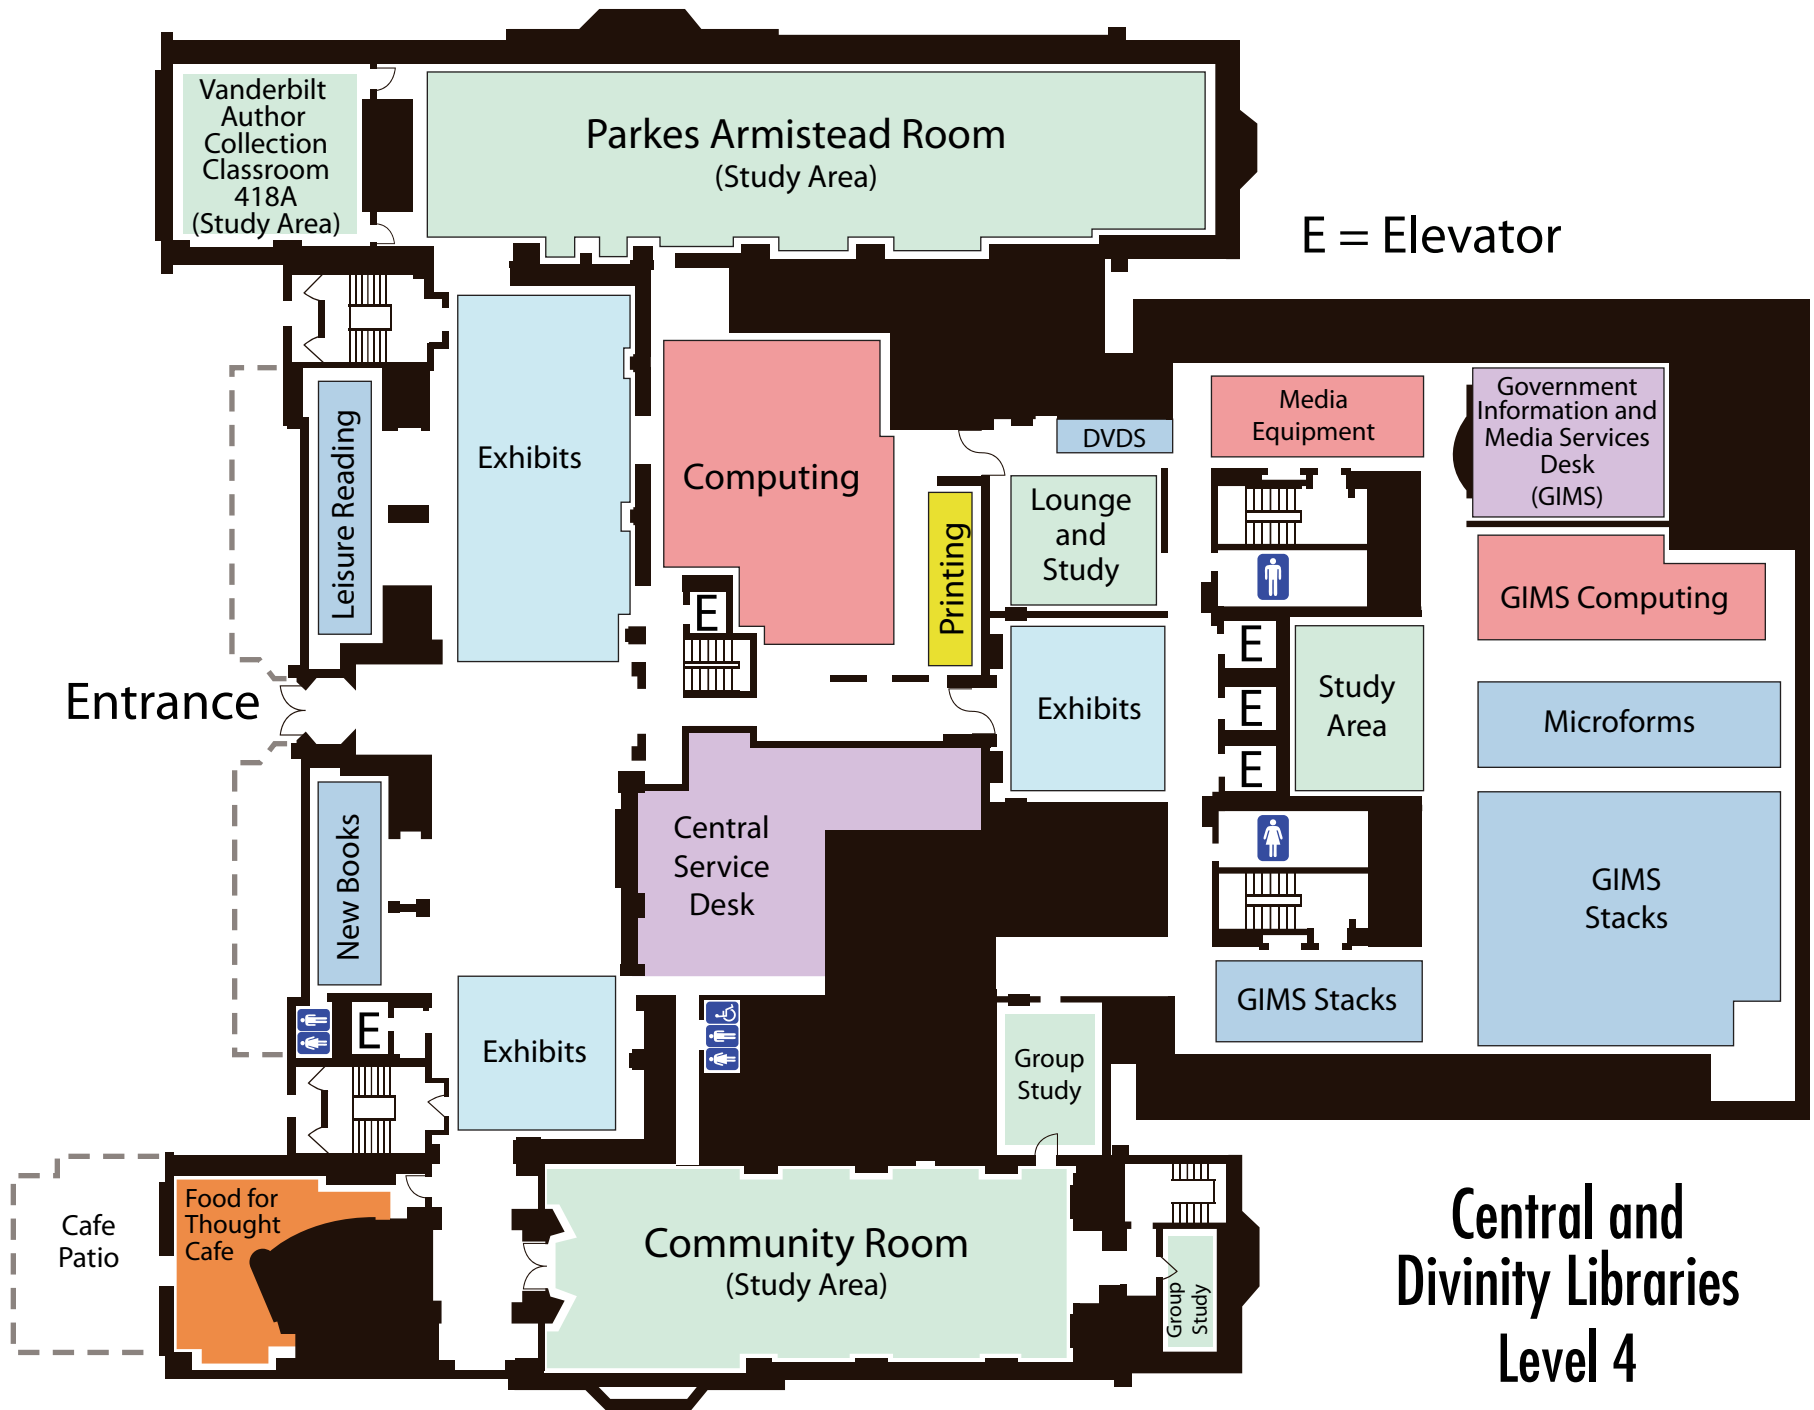 Vanderbilt
Author
Collection
Classroom
418A
(Study Area)
Parkes Armistead Room
(Study Area)
E = Elevator
Leisure Reading
Exhibits
Computing
Printing
DVDS
Lounge
and
Study
Media
Equipment
Government
Information and
Media Services
Desk
(GIMS)
GIMS Computing
E
Entrance
Exhibits
E
E
E
Study
Area
Microforms
New Books
Central
Service
Desk
GIMS
Stacks
GIMS Stacks
E
Exhibits
Group
Study
Cafe
Patio
Food for
Thought
Cafe
Community Room
(Study Area)
Group
Study
Central and
Divinity Libraries
Level 4